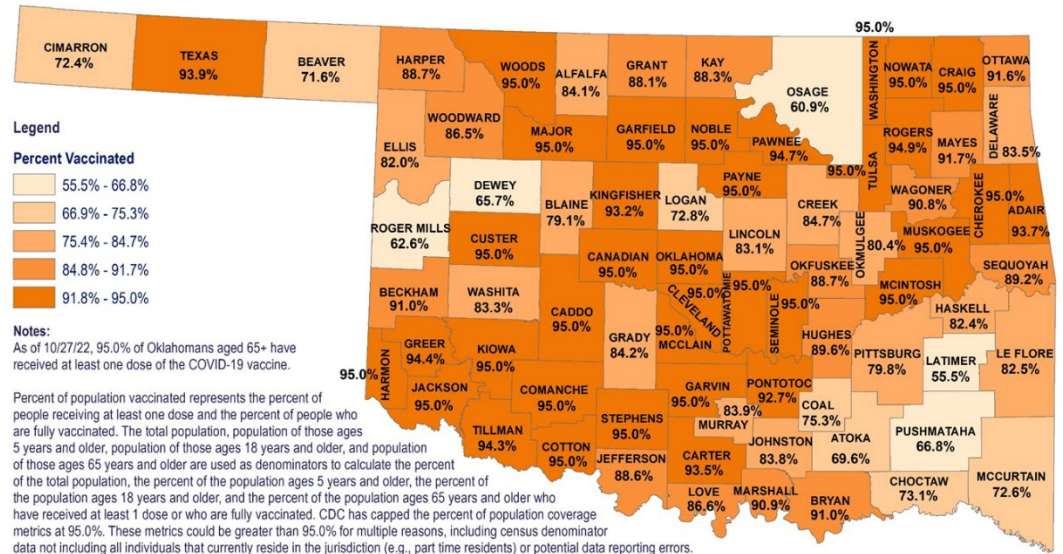 95.0%
CIMARRON
72.4%
TEXAS
93.9%
BEAVER
71.6%
HARPER
88.7%
WOODS
95.0%
ALFALFA
84.1%
GRANT
88.1%
KAY
88.3%
OSAGE
60.9%
WASHINGTON
NOWATA
95.0%
CRAIG
95.0%
OTTAWA
91.6%
WOODWARD
86.5%
MAJOR
95.0%
GARFIELD
95.0%
NOBLE
95.0%
PAWNEE
94.7%
95.0%
TULSA
ROGERS
94.9%
MAYES
91.7%
DELAWARE
83.5%
ELLIS
82.0%
DEWEY
65.7%
BLAINE
79.1%
KINGFISHER
93.2%
LOGAN
72.8%
PAYNE
95.0%
CREEK
84.7%
WAGONER
90.8%
CHEROKEE
95.0%
ADAIR
93.7%
ROGER MILLS
62.6%
CUSTER
95.0%
CANADIAN
95.0%
OKLAHOMA
95.0%
LINCOLN
83.1%
OKMULGEE
80.4%
MUSKOGEE
95.0%
OKFUSKEE
88.7%
MCINTOSH
95.0%
SEQUOYAH
89.2%
BECKHAM
91.0%
WASHITA
83.3%
CADDO
95.0%
GRADY
84.2%
95.0%
CLEVELAND
95.0%
MCCLAIN
95.0%
POTTAWATOMIE
95.0%
SEMINOLE
HUGHES
89.6%
PITTSBURG
79.8%
HASKELL
82.4%
LATIMER
55.5%
LE FLORE
82.5%
95.0%
HARMON
GREER
94.4%
KIOWA
95.0%
JACKSON
95.0%
COMANCHE
95.0%
TILLMAN
94.3%
COTTON
95.0%
STEPHENS
95.0%
JEFFERSON
88.6%
GARVIN
95.0%
83.9%
MURRAY
PONTOTOC
92.7%
COAL
75.3%
JOHNSTON
83.8%
ATOKA
69.6%
PUSHMATAHA
66.8%
CARTER
93.5%
LOVE
86.6%
MARSHALL
90.9%
BRYAN
91.0%
CHOCTAW
73.1%
MCCURTAIN
72.6%
Legend
Percent Vaccinated
55.5% - 66.8%
66.9% - 75.3%
75.4% - 84.7%
84.8% - 91.7%
91.8% - 95.0%
Notes:
As of 10/27/22, 95.0% of Oklahomans aged 65+ have
received at least one dose of the COVID-19 vaccine.
Percent of population vaccinated represents the percent of
people receiving at least one dose and the percent of people who
are fully vaccinated. The total population, population of those ages
5 years and older, population of those ages 18 years and older, and population
of those ages 65 years and older are used as denominators to calculate the percent
of the total population, the percent of the population ages 5 years and older, the percent of
the population ages 18 years and older, and the percent of the population ages 65 years and older who
have received at least 1 dose or who are fully vaccinated. CDC has capped the percent of population coverage
metrics at 95.0%. These metrics could be greater than 95.0% for multiple reasons, including census denominator
data not including all individuals that currently reside in the jurisdiction (e.g., part time residents) or potential data reporting errors.